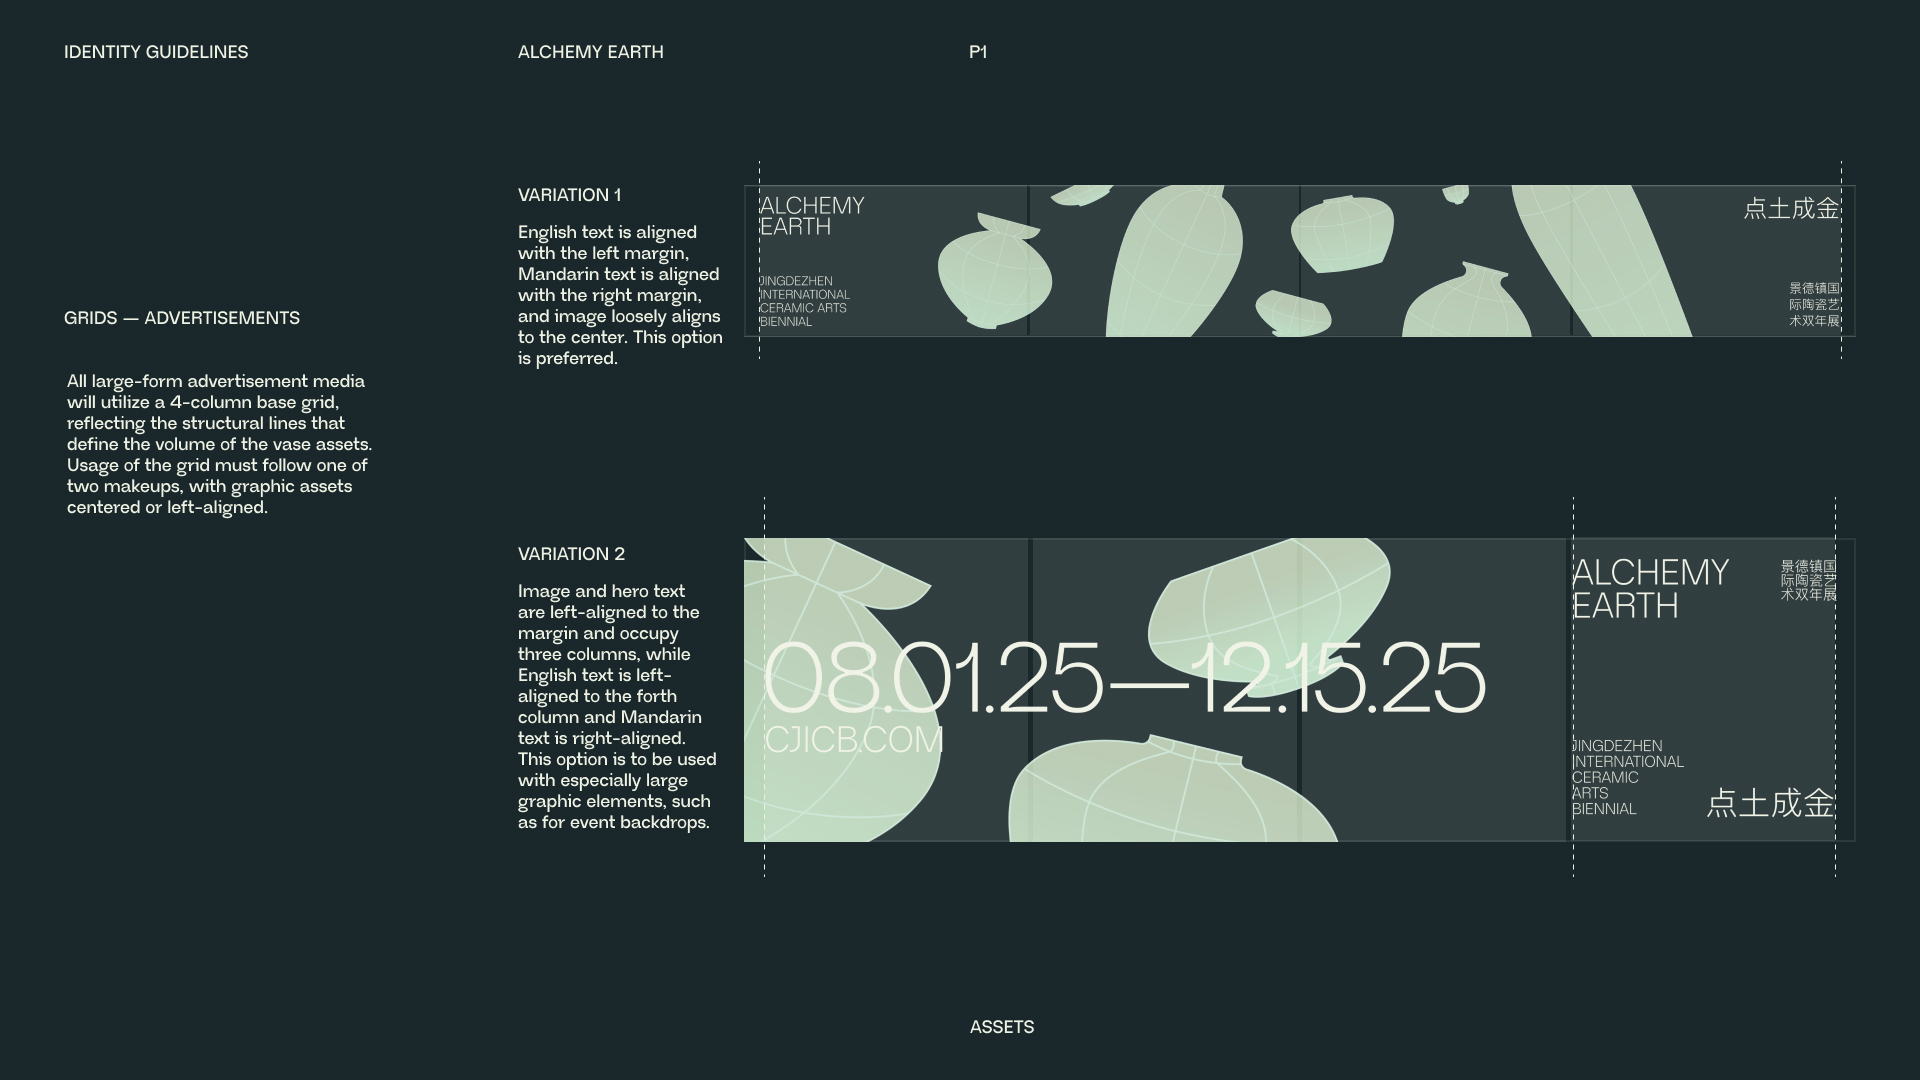 IDENTITY GUIDELINES
ALCHEMY EARTH
P1
GRIDS — ADVERTISEMENTS
All large-form advertisement media
will utilize a 4-column base grid,
reflecting the structural lines that
define the volume of the vase assets.
Usage of the grid must follow one of
two makeups, with graphic assets
centered or left-aligned.
VARIATION 1
English text is aligned
with the left margin,
Mandarin text is aligned
with the right margin,
and image loosely aligns
to the center. This option
is preferred.
ALCHEMY
EARTH
JINGDEZHEN
INTERNATIONAL
CERAMIC ARTS
BIENNIAL
点土成金
景德镇国
际陶瓷艺
术双年展
VARIATION 2
Image and hero text
are left-aligned to the
margin and occupy
three columns, while
English text is left-
aligned to the forth
column and Mandarin
text is right-aligned.
This option is to be used
with especially large
graphic elements, such
as for event backdrops.
08.01.25—12.15.25
CJICB.COM
ALCHEMY
EARTH
景德镇国
际陶瓷艺
术双年展
JINGDEZHEN
INTERNATIONAL
CERAMIC
ARTS
BIENNIAL
点土成金
ASSETS